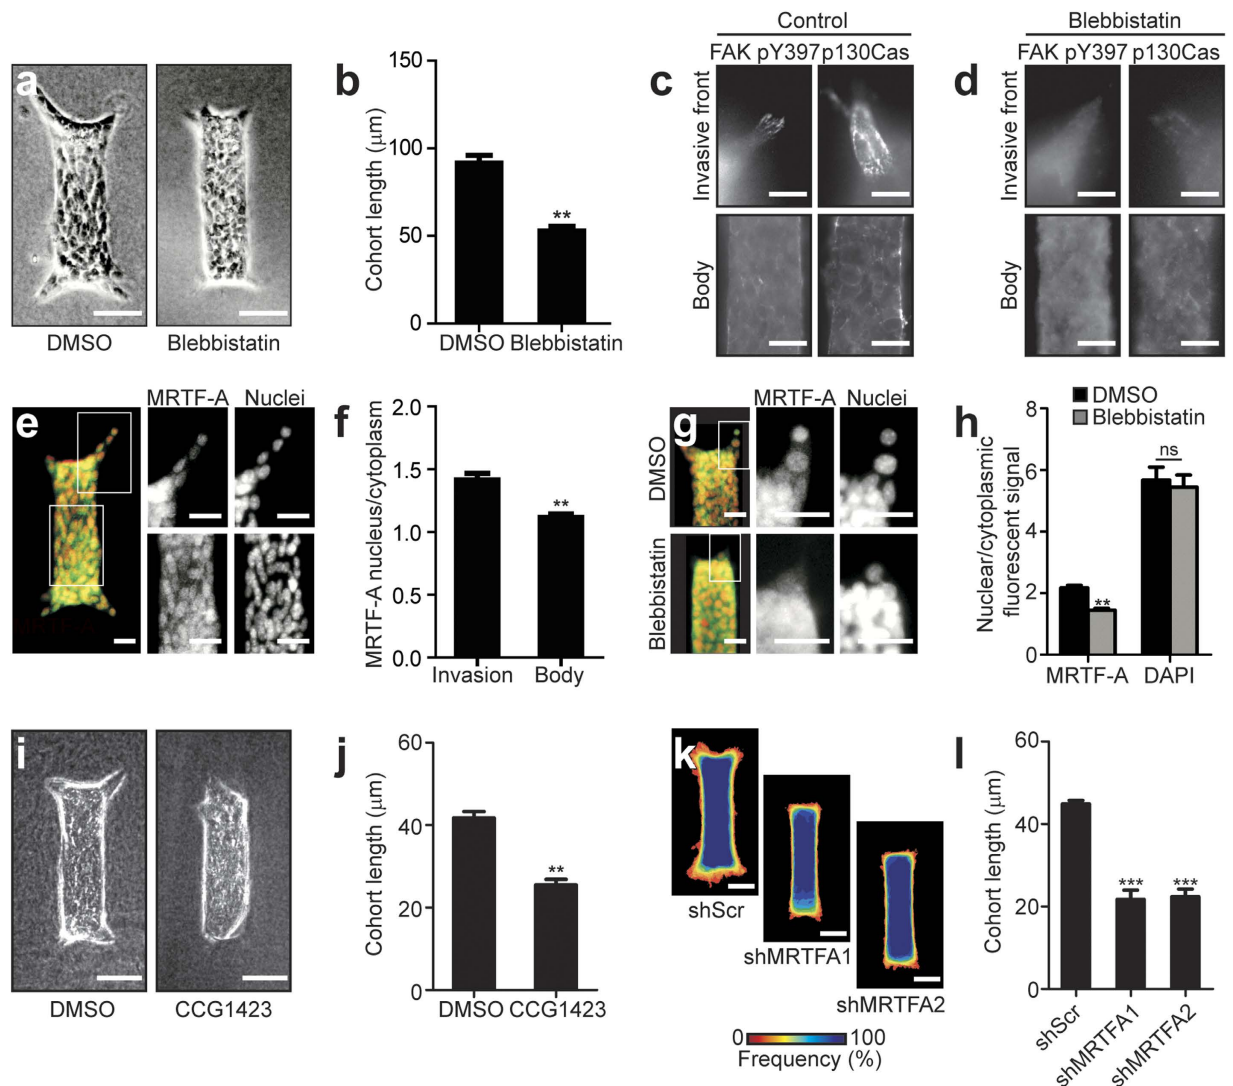 a
DMSO
Blebbistatin
b
Cohort length (μm)
150
100
50
0
**
DMSO Blebbistatin
c
Control
FAK pY397 p130Cas
Invasive front
Body
d
Blebbistatin
FAK pY397 p130Cas
Invasive front
Body
e
MRTF-A Nuclei
f
MRTF-A nucleus/cytoplasm
2.0
1.5
1.0
0.5
0.0
**
Invasion Body
g
MRTF-A Nuclei
DMSO
Blebbistatin
h
DMSO
Blebbistatin
Nuclear/cytoplasmic
fluorescent signal
8
6
4
2
0
ns
**
MRTF-A DAPI
i
DMSO
CCG1423
j
Cohort length (μm)
60
40
20
0
**
DMSO CCG1423
k
shScr
shMRTFA1
shMRTFA2
0 100
Frequency (%)
l
Cohort length (μm)
60
40
20
0
*** ***
shScr
shMRTFA1
shMRTFA2